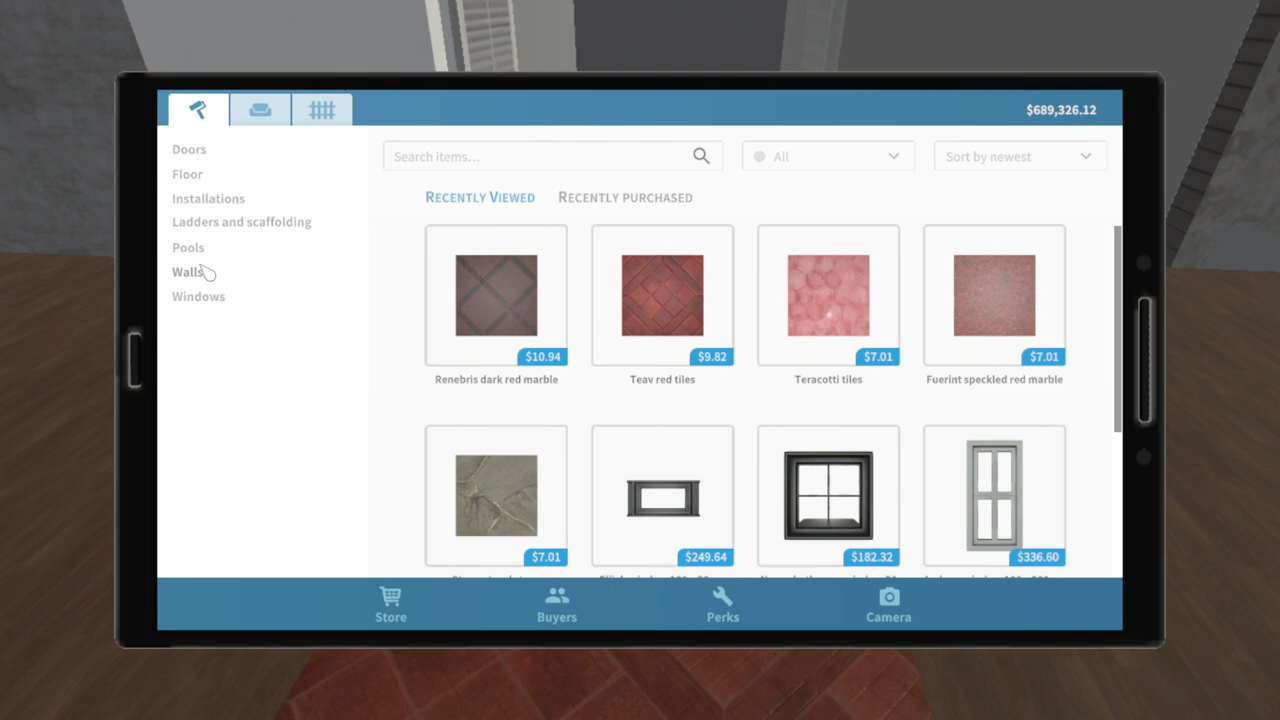 $689,326.12
Doors
Floor
Installations
Ladders and scaffolding
Pools
Walls
Windows
Search items...
All
Sort by newest
Recently Viewed
Recently purchased
$10.94
$9.82
$7.01
$7.01
Renebris dark red marble
Teav red tiles
Teracotti tiles
Fuerint speckled red marble
$7.01
$249.64
$182.32
$336.60
Store
Buyers
Perks
Camera